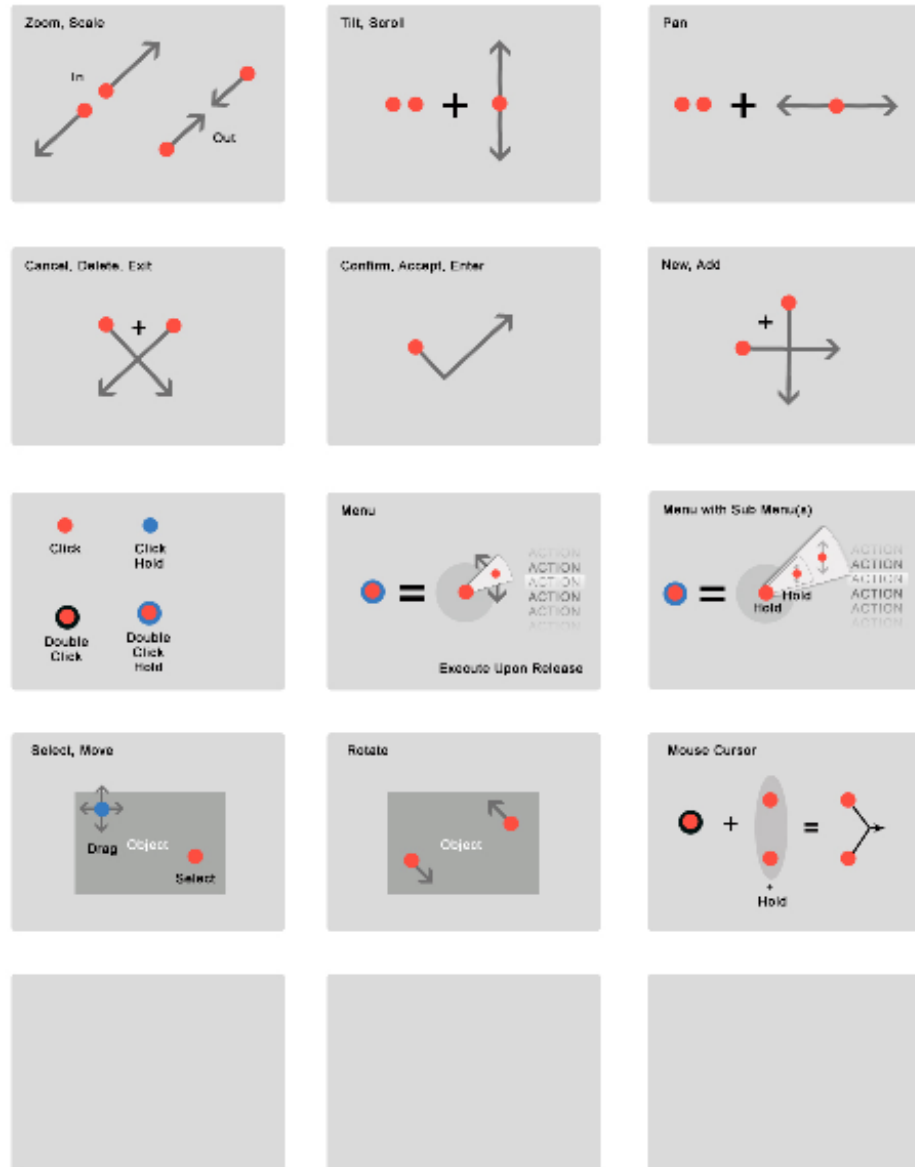 Zoom, Scale
In
Out
Tilt, Scroll
+
Pan
+
Cancel, Delete, Exit
+
Confirm, Accept, Enter
New, Add
+
Click
Click
Hold
Double
Click
Double
Click
Hold
Menu
=
ACTION
ACTION
ACTION
ACTION
ACTION
ACTION
Execute Upon Release
Menu with Sub Menu(s)
=
Hold
Hold
ACTION
ACTION
ACTION
ACTION
ACTION
ACTION
Select, Move
Drag
Object
Select
Rotate
Object
Mouse Cursor
+
=
+
Hold